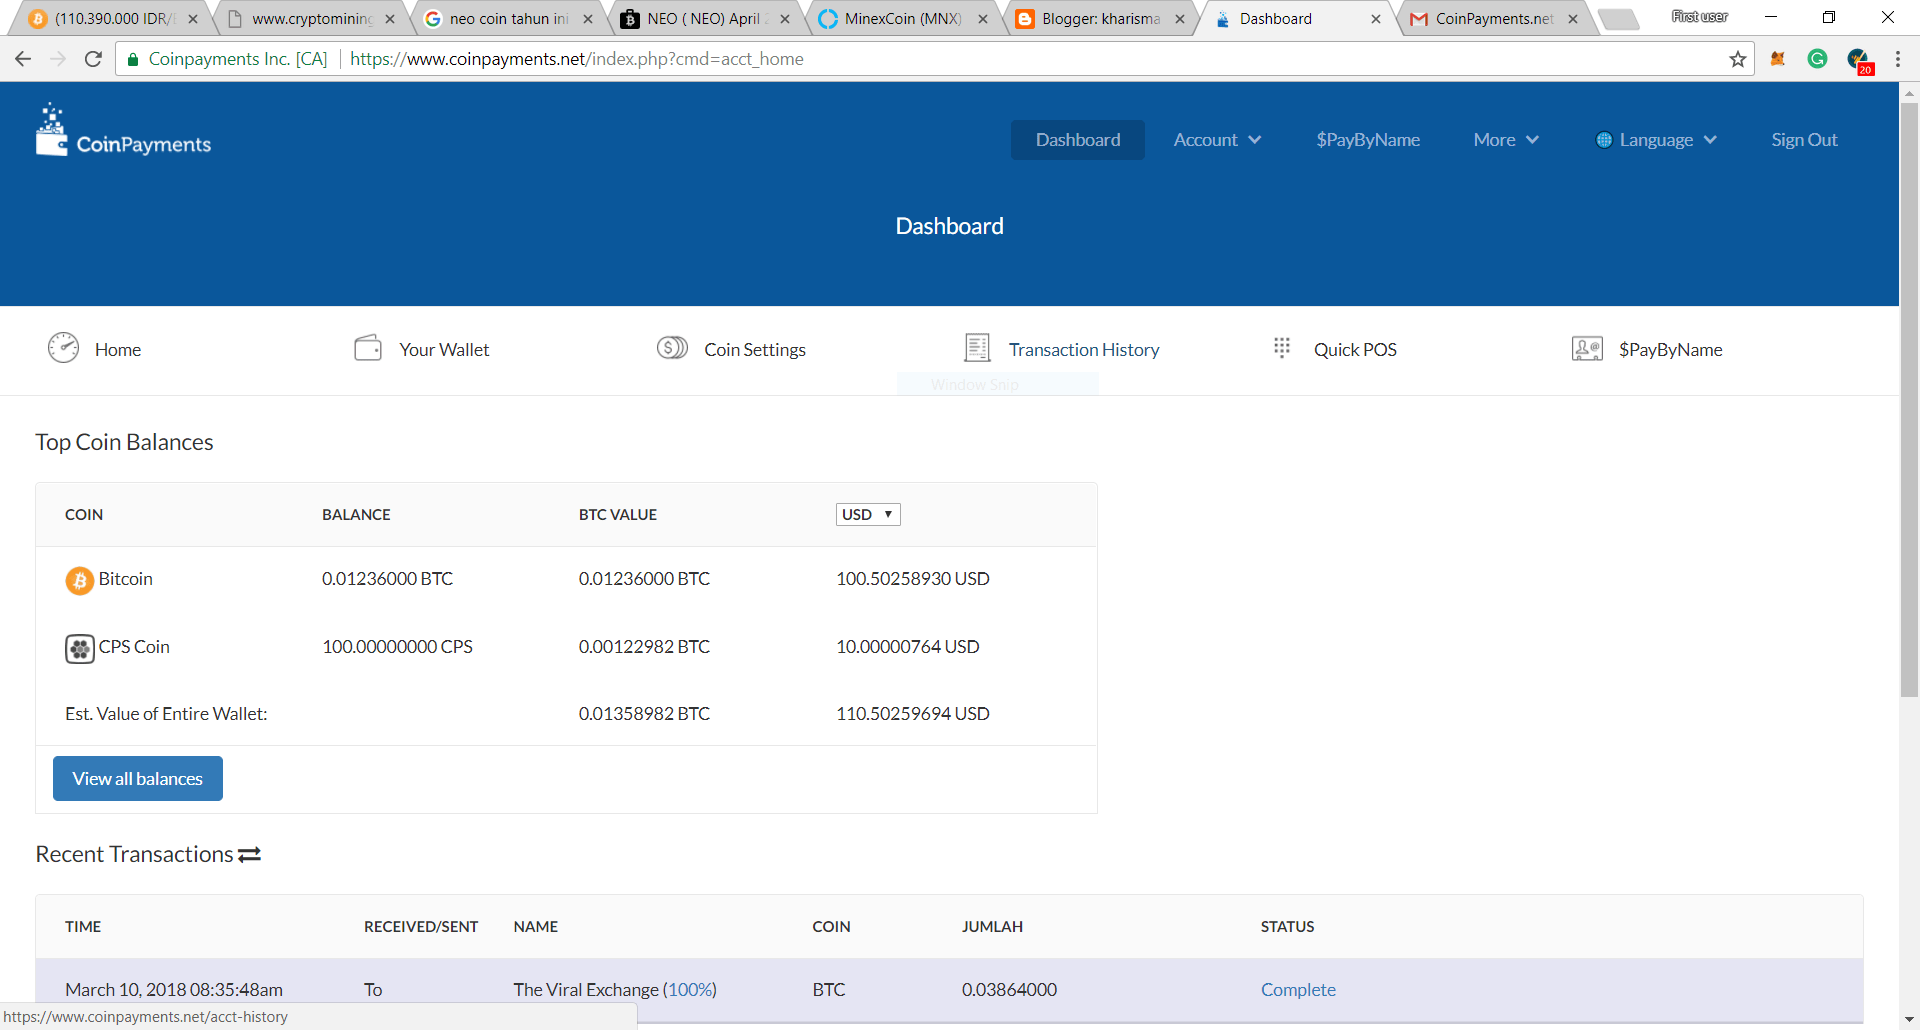 (110.390.000 IDR/
www.cryptomining
neo coin tahun ini
NEO ( NEO) April 2
MinexCoin (MNX)
Blogger: kharisma
Dashboard
CoinPayments.net
First user
Coinpayments Inc. [CA]
https://www.coinpayments.net/index.php?cmd=acct_home
20
CoinPayments
Dashboard
Account
$PayByName
More
Language
Sign Out
Dashboard
Home
Your Wallet
Coin Settings
Transaction History
Quick POS
$PayByName
Window Snip
Top Coin Balances
COIN BALANCE BTC VALUE USD
Bitcoin 0.01236000 BTC 0.01236000 BTC 100.50258930 USD
CPS Coin 100.00000000 CPS 0.00122982 BTC 10.00000764 USD
Est. Value of Entire Wallet: 0.01358982 BTC 110.50259694 USD
View all balances
Recent Transactions
TIME RECEIVED/SENT NAME COIN JUMLAH STATUS
March 10, 2018 08:35:48am To The Viral Exchange (100%) BTC 0.03864000 Complete
https://www.coinpayments.net/acct-history